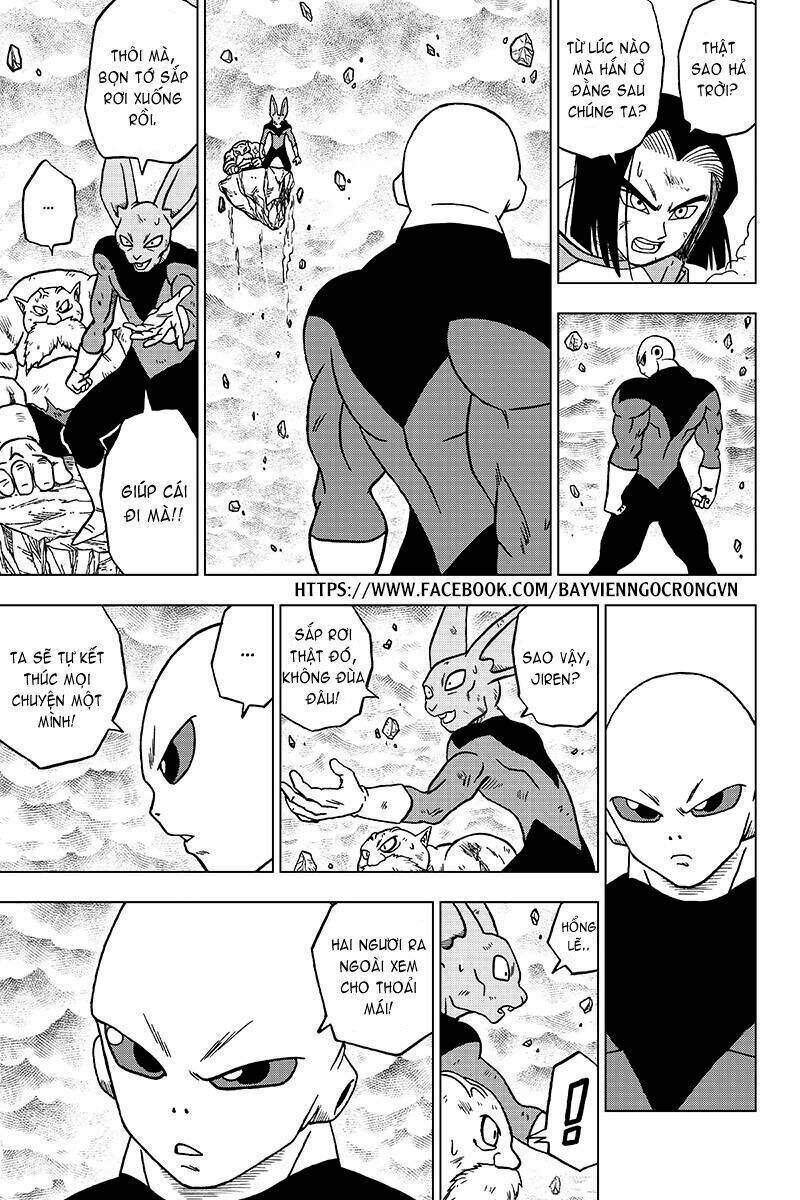 THẬT
SAO HẢ
TRỜI?
TỪ LÚC NÀO
MÀ HẮN Ở
ĐẰNG SAU
CHÚNG TA?
THÔI MÀ,
BỌN TỚ SẮP
RƠI XUỐNG
RỒI.
...
GIÚP CÁI
ĐI MÀ!!
HTTPS://WWW.FACEBOOK.COM/BAYVIENNGOCRONGVN
SAO VẬY,
JIREN?
SẮP RƠI
THẬT ĐÓ,
KHÔNG ĐÙA
ĐÂU!
...
TA SẼ TỰ KẾT
THÚC MỌI
CHUYỆN MỘT
MÌNH!
HỔNG
LẼ..
!
HAI NGƯƠI RA
NGOÀI XEM
CHO THOẢI
MÁI!